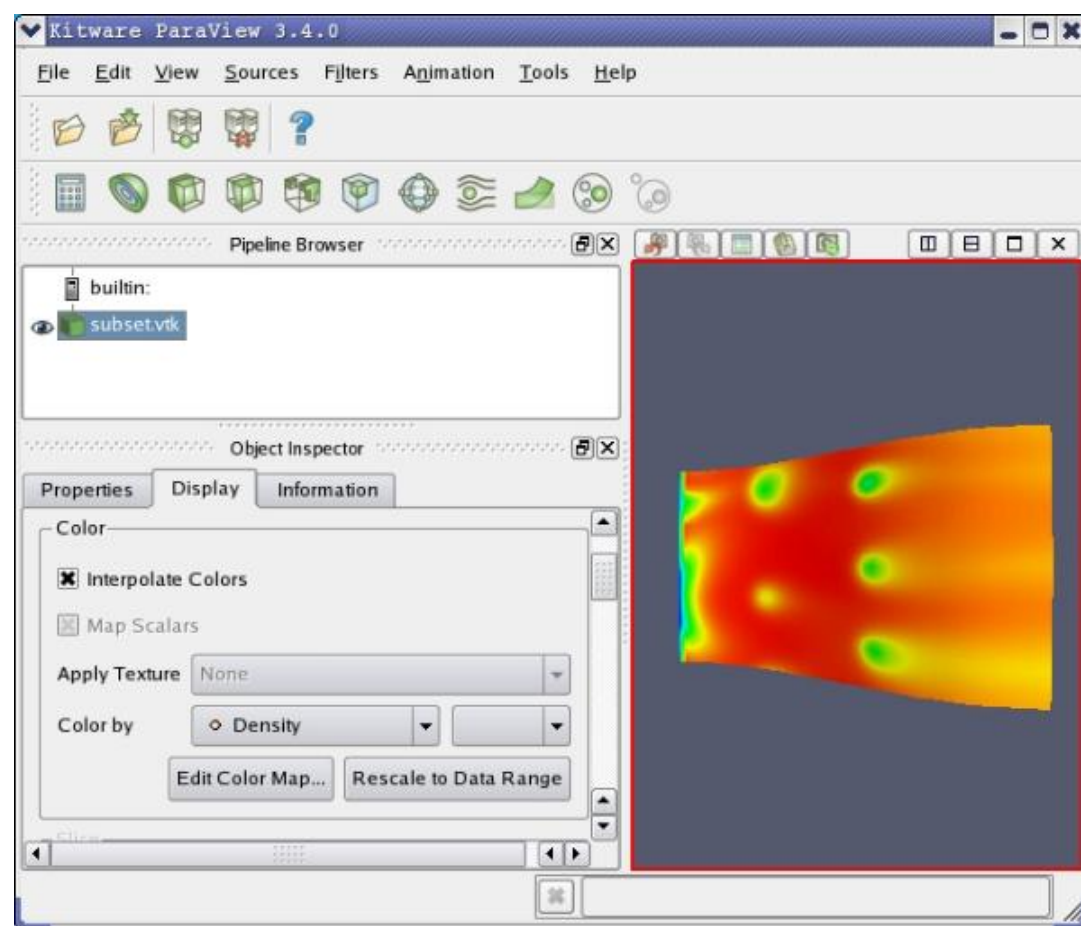 Kitware ParaView 3.4.0
File Edit View Sources Filters Animation Tools Help
?
Pipeline Browser
builtin:
subset.vtk
Object Inspector
Properties Display Information
Color
Interpolate Colors
Map Scalars
Apply Texture None
Color by Density
Edit Color Map... Rescale to Data Range
Slice